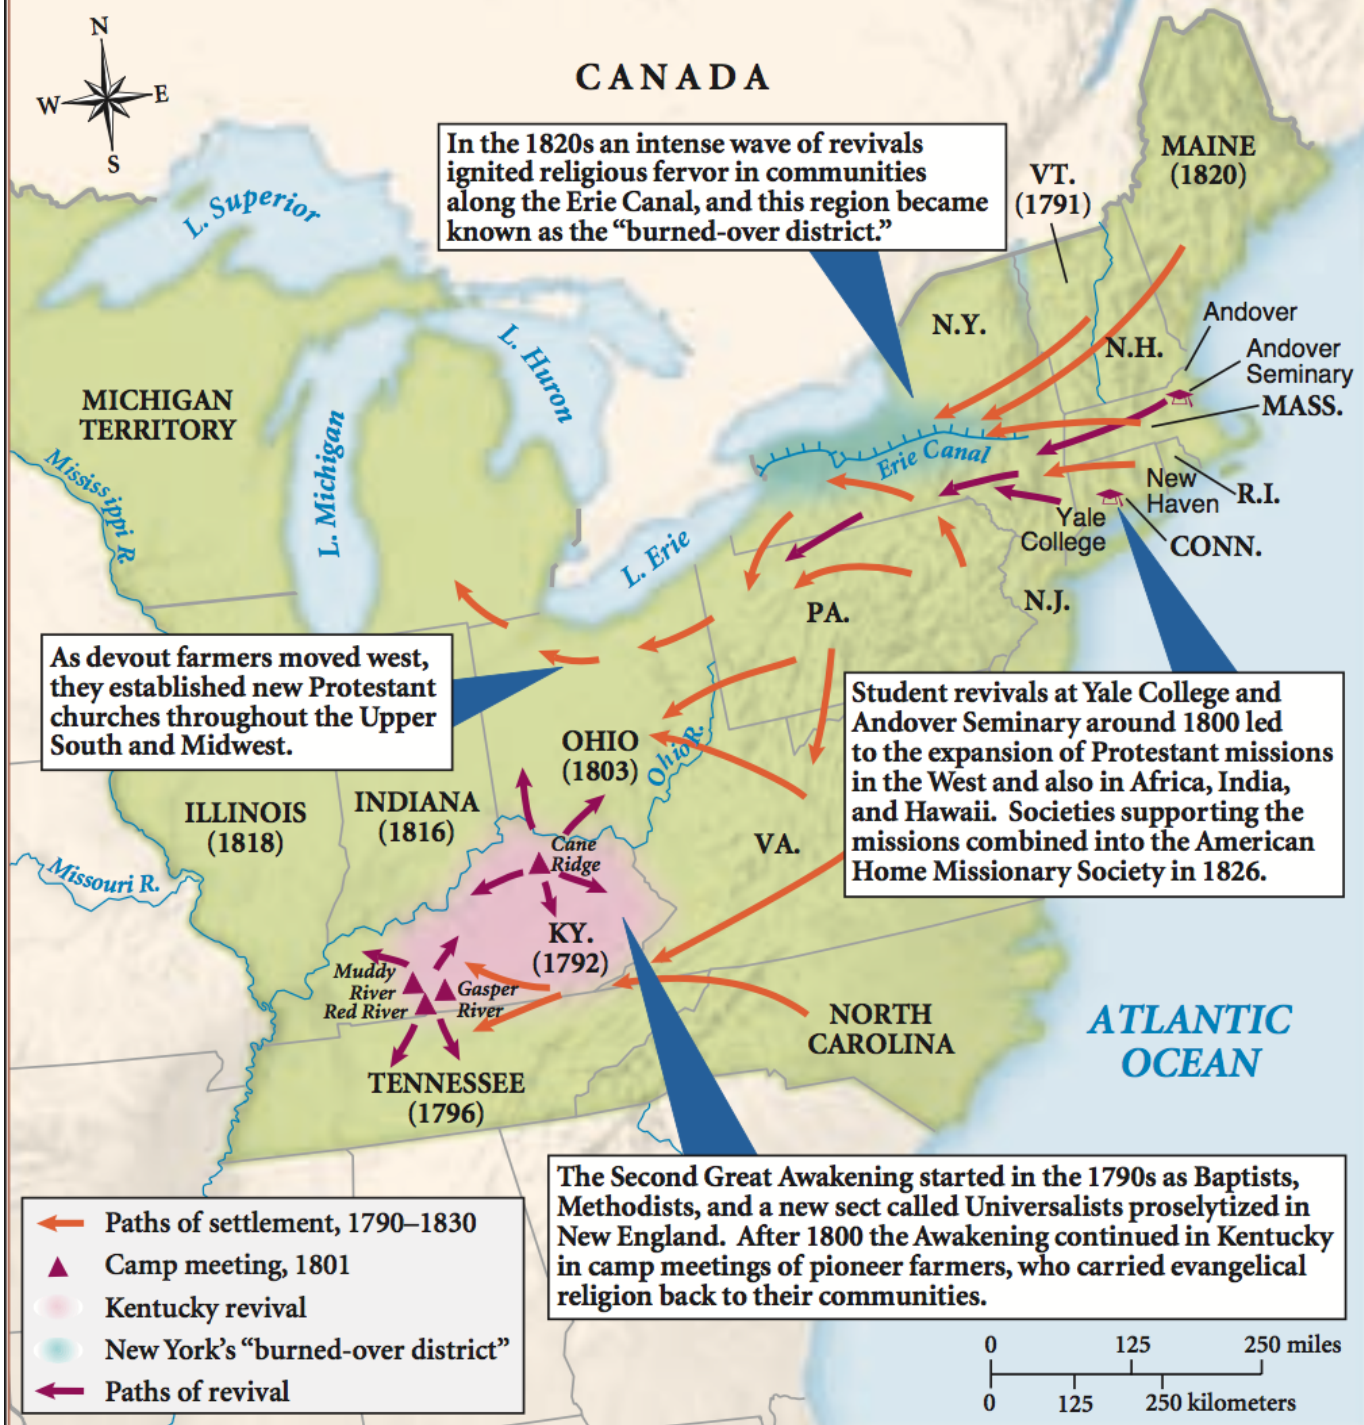 N
W
E
S
CANADA
In the 1820s an intense wave of revivals
ignited religious fervor in communities
along the Erie Canal, and this region became
known as the “burned-over district.”
MAINE
(1820)
VT.
(1791)
L. Superior
N.Y.
N.H.
Andover
Andover
Seminary
MASS.
L. Huron
MICHIGAN
TERRITORY
L. Michigan
Mississippi R.
Erie Canal
New
Haven
R.I.
Yale
College
CONN.
L. Erie
PA.
N.J.
As devout farmers moved west,
they established new Protestant
churches throughout the Upper
South and Midwest.
Student revivals at Yale College and
Andover Seminary around 1800 led
to the expansion of Protestant missions
in the West and also in Africa, India,
and Hawaii. Societies supporting the
missions combined into the American
Home Missionary Society in 1826.
OHIO
(1803)
Ohio R.
ILLINOIS
(1818)
INDIANA
(1816)
VA.
Cane
Ridge
Missouri R.
KY.
(1792)
Muddy
River
Red River
Gasper
River
NORTH
CAROLINA
ATLANTIC
OCEAN
TENNESSEE
(1796)
The Second Great Awakening started in the 1790s as Baptists,
Methodists, and a new sect called Universalists proselytized in
New England. After 1800 the Awakening continued in Kentucky
in camp meetings of pioneer farmers, who carried evangelical
religion back to their communities.
Paths of settlement, 1790–1830
Camp meeting, 1801
Kentucky revival
New York’s “burned-over district”
Paths of revival
0 125 250 miles
0 125 250 kilometers